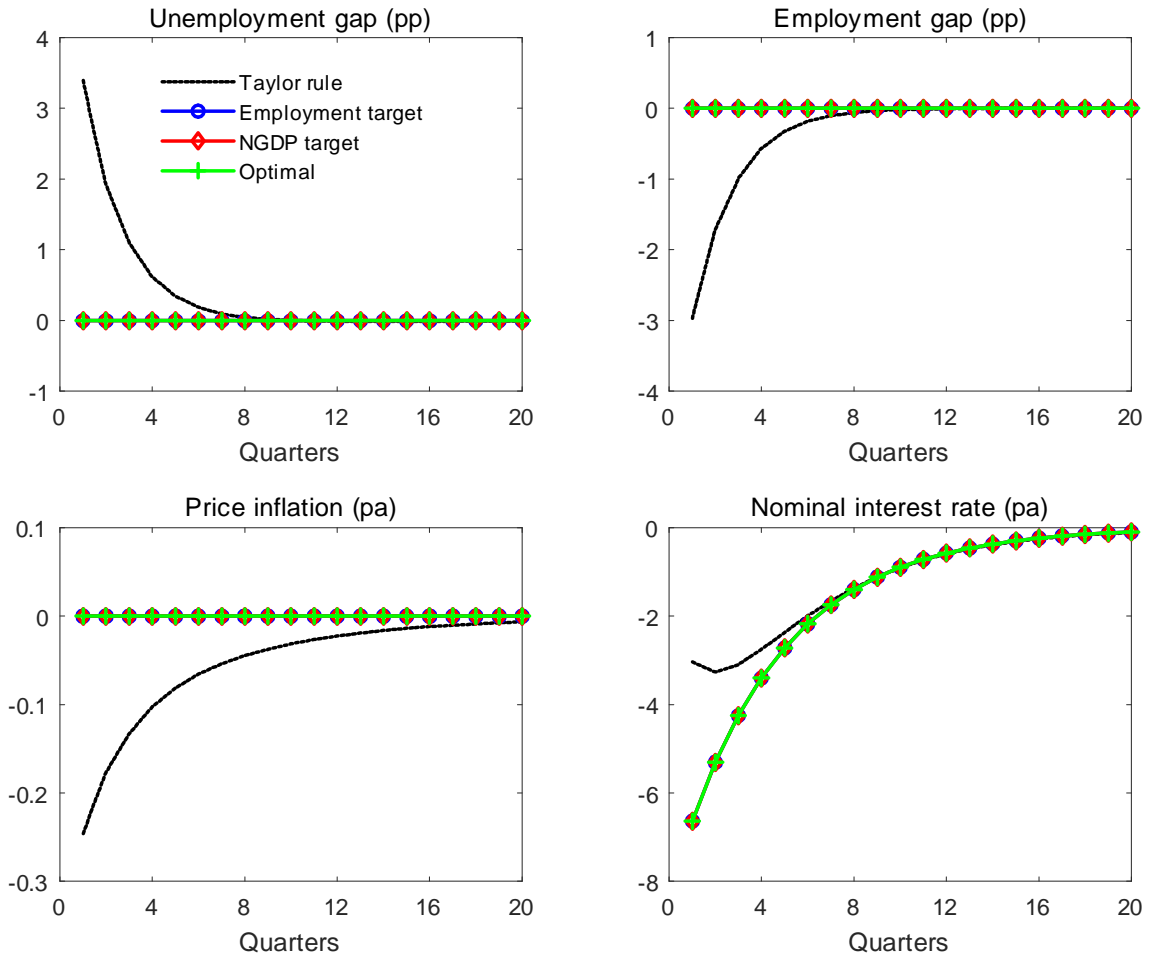 Unemployment gap (pp)
4
3
2
1
0
-1
0 4 8 12 16 20
Quarters
Taylor rule
Employment target
NGDP target
Optimal
Employment gap (pp)
1
0
-1
-2
-3
-4
0 4 8 12 16 20
Quarters
Price inflation (pa)
0.1
0
-0.1
-0.2
-0.3
0 4 8 12 16 20
Quarters
Nominal interest rate (pa)
0
-2
-4
-6
-8
0 4 8 12 16 20
Quarters